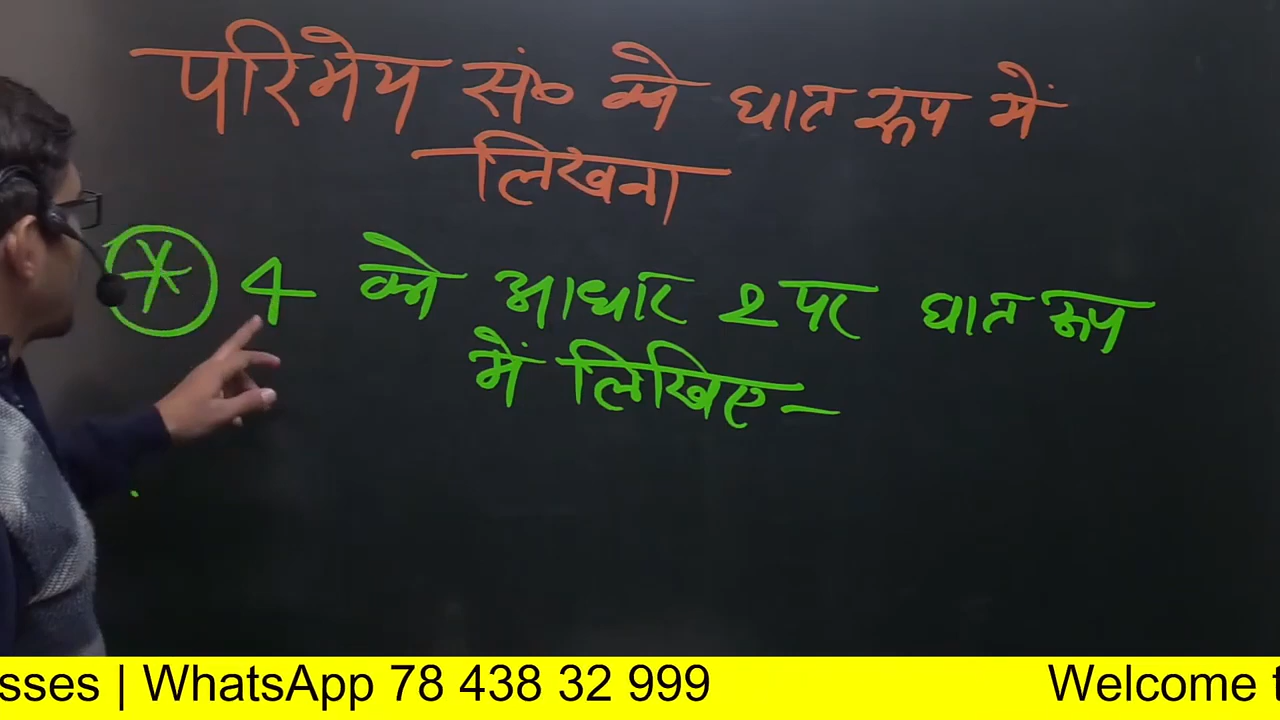 परिमेय सं० को घात रूप में
लिखना
* 4 को आधार 2 पर घात रूप
में लिखिए-
sses | WhatsApp 78 438 32 999 Welcome t